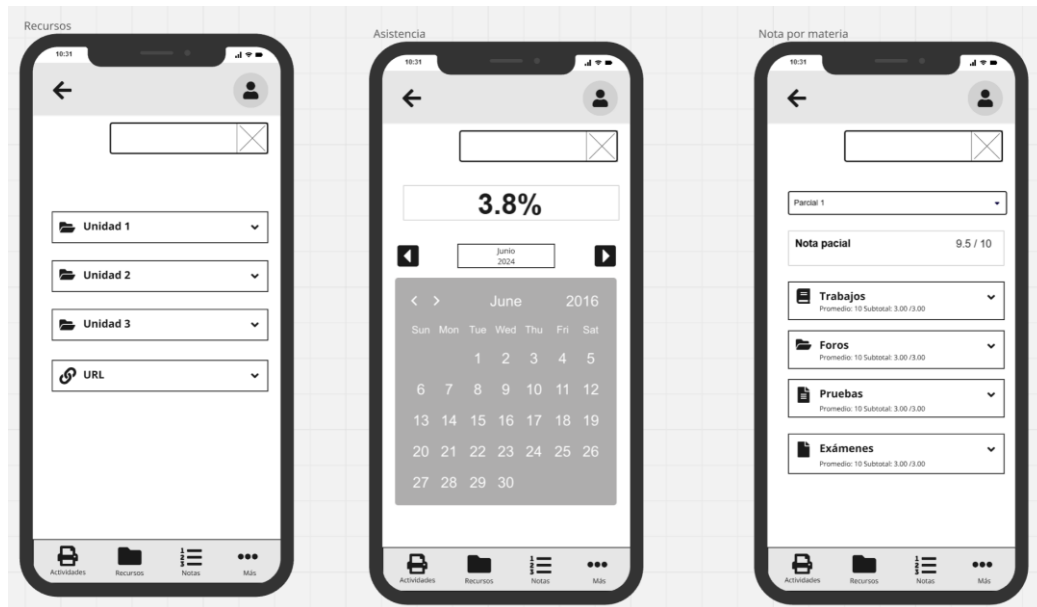 Recursos
10:31
Unidad 1
Unidad 2
Unidad 3
URL
Actividades
Recursos
Notas
Más
Asistencia
10:31
3.8%
Junio
2024
June 2016
Sun Mon Tue Wed Thu Fri Sat
1 2 3 4 5
6 7 8 9 10 11 12
13 14 15 16 17 18 19
20 21 22 23 24 25 26
27 28 29 30
Actividades
Recursos
Notas
Más
Nota por materia
10:31
Parcial 1
Nota pacial 9.5 / 10
Trabajos
Promedio: 10 Subtotal: 3.00 /3.00
Foros
Promedio: 10 Subtotal: 3.00 /3.00
Pruebas
Promedio: 10 Subtotal: 3.00 /3.00
Exámenes
Promedio: 10 Subtotal: 3.00 /3.00
Actividades
Recursos
Notas
Más